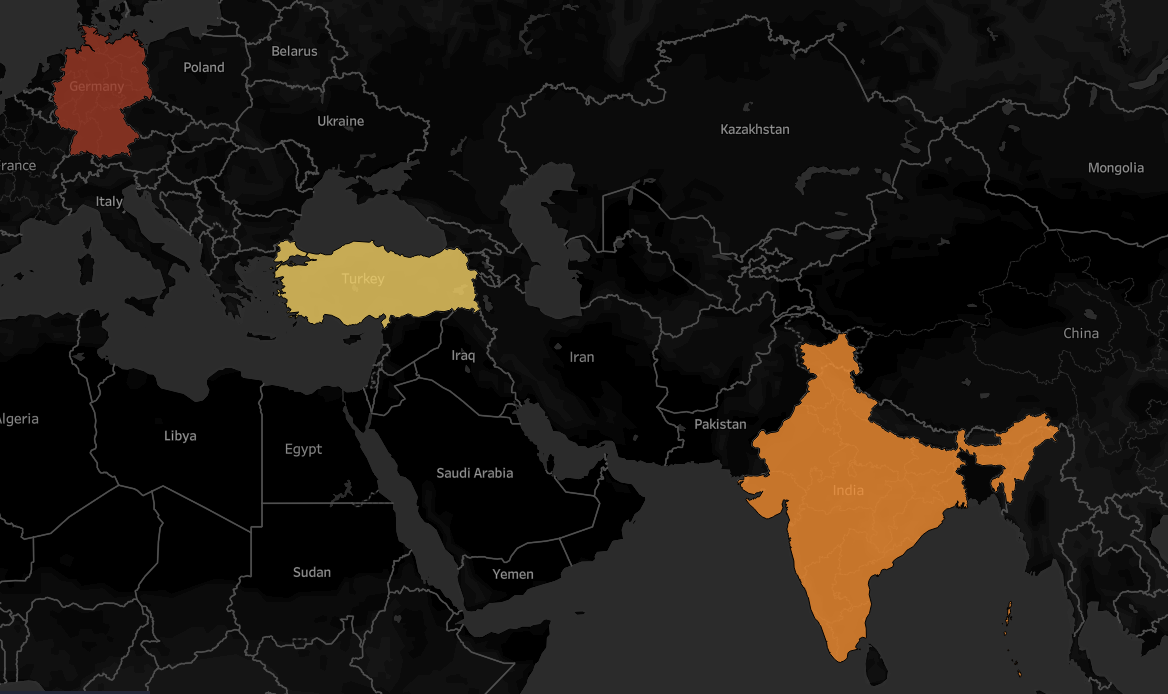 Belarus
Poland
Germany
Ukraine
Kazakhstan
rance
Mongolia
Italy
Turkey
China
Iraq
Iran
Algeria
Pakistan
Libya
Egypt
Saudi Arabia
India
Sudan
Yemen